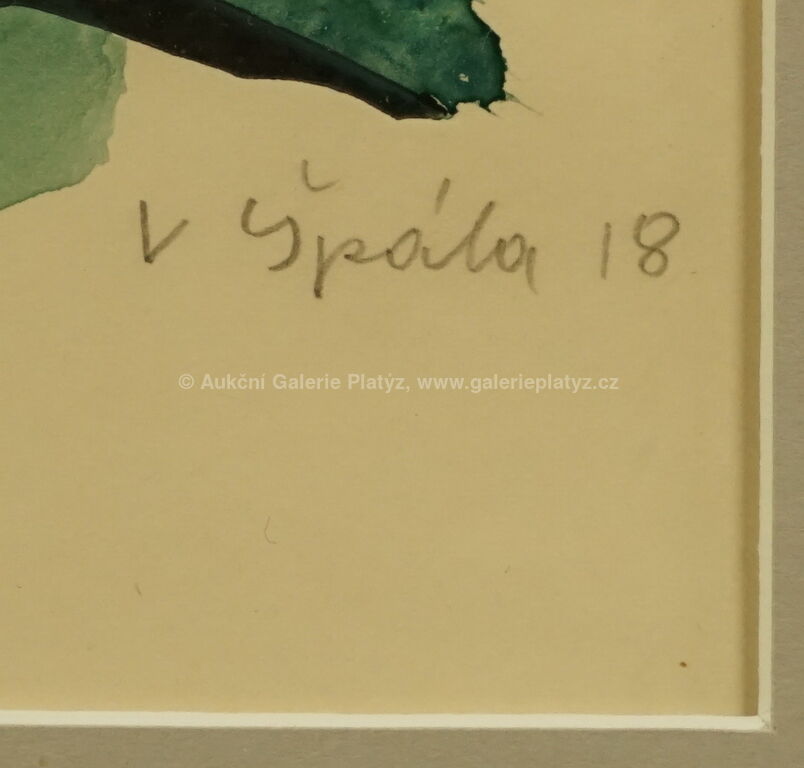 V Špála 18
© Aukční Galerie Platýz, www.galerieplatyz.cz